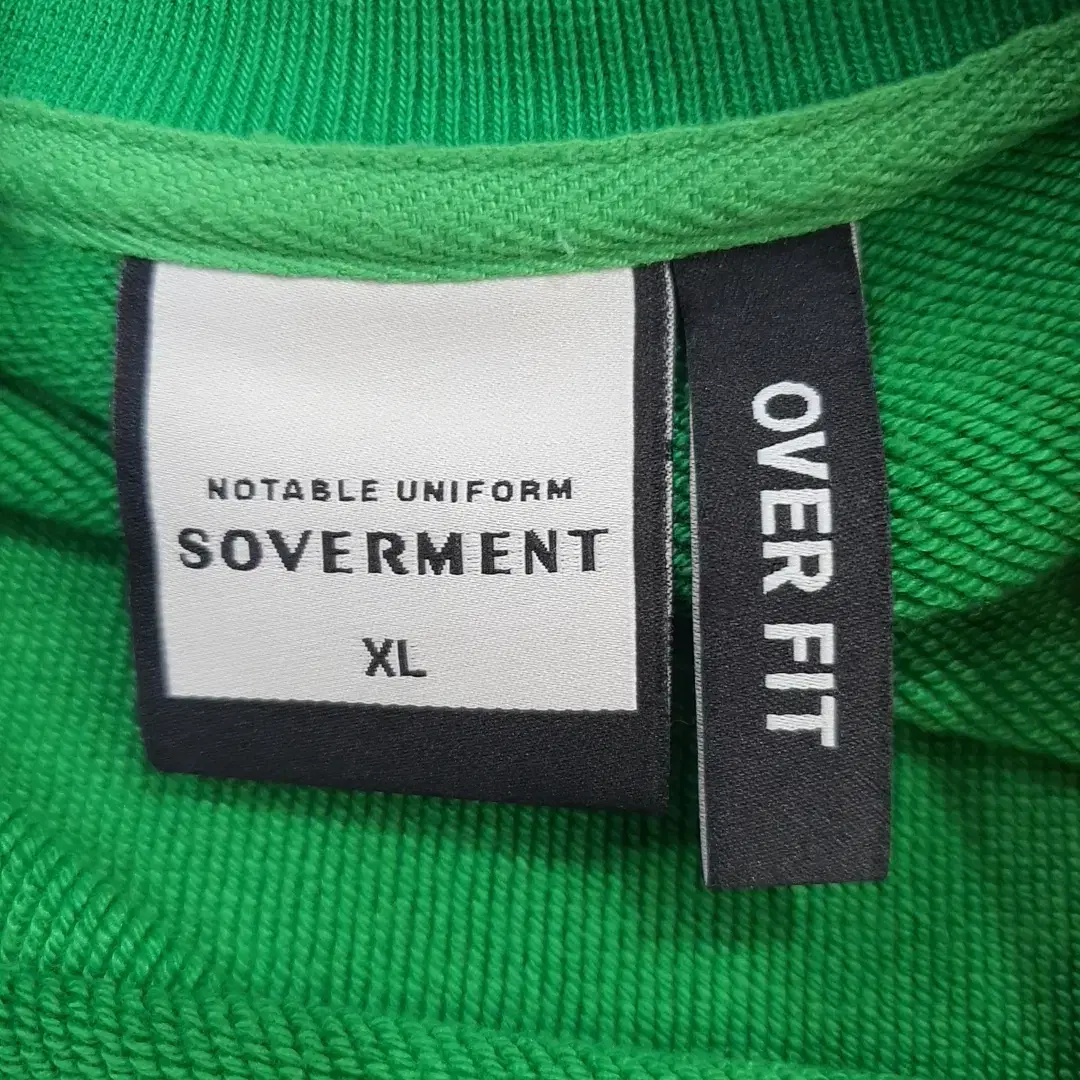 NOTABLE UNIFORM
SOVERMENT
XL
OVER FIT